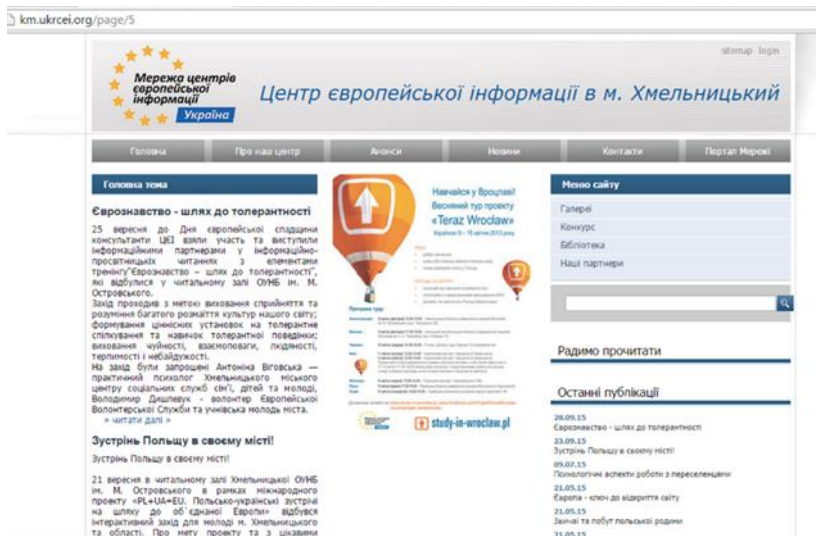 km.ukrcei.org/page/5
sitemap login
Мережа центрів
європейської
інформації
Україна
Центр європейської інформації в м. Хмельницький
Головна
Про наш центр
Анонси
Новини
Контакти
Портал Мережі
Головна тема
Єврознавство - шлях до толерантності
25 вересня до Дня європейської спадщини
консультанти ЦЕІ взяли участь та виступили
інформаційними партнерами у інформаційно-
просвітницьких читаннях з елементами
тренінгу"Єврознавство – шлях до толерантності",
які відбулися у читальному залі ОУНБ ім. М.
Островського.
Захід проходив з метою виховання сприйняття та
розуміння багатого розмаїття культур нашого світу;
формування ціннісних установок на толерантне
спілкування та навичок толерантної поведінки;
виховання чуйності, взаємоповаги, людяності,
терпимості і небайдужості.
На захід були запрошені Антоніна Віговська —
практичний психолог Хмельницького міського
центру соціальних служб сім'ї, дітей та молоді,
Володимир Дишлевук - волонтер Європейської
Волонтерської Служби та учнівська молодь міста.
» читати далі »
Зустрінь Польщу в своєму місті!
Зустрінь Польщу в своєму місті!
21 вересня в читальному залі Хмельницької ОУНБ
ім. М. Островського в рамках міжнародного
проекту «PL+UA=EU. Польсько-українські зустрічі
на шляху до об`єднаної Европи» відбувся
інтерактивний захід для молоді м. Хмельницького
та області. Про мету проекту та з цікавими
Навчайся у Вроцлаві!
Весняний тур проекту
«Teraz Wrocław»
study-in-wroclaw.pl
Меню сайту
Галереї
Конкурс
Бібліотека
Наші партнери
Радимо прочитати
Останні публікації
28.09.15
Єврознавство - шлях до толерантності
23.09.15
Зустрінь Польщу в своєму місті!
09.07.15
Психологічні аспекти роботи з переселенцями
21.05.15
Європа - ключ до відкриття світу
21.05.15
Звичаї та побут польської родини
21.05.15